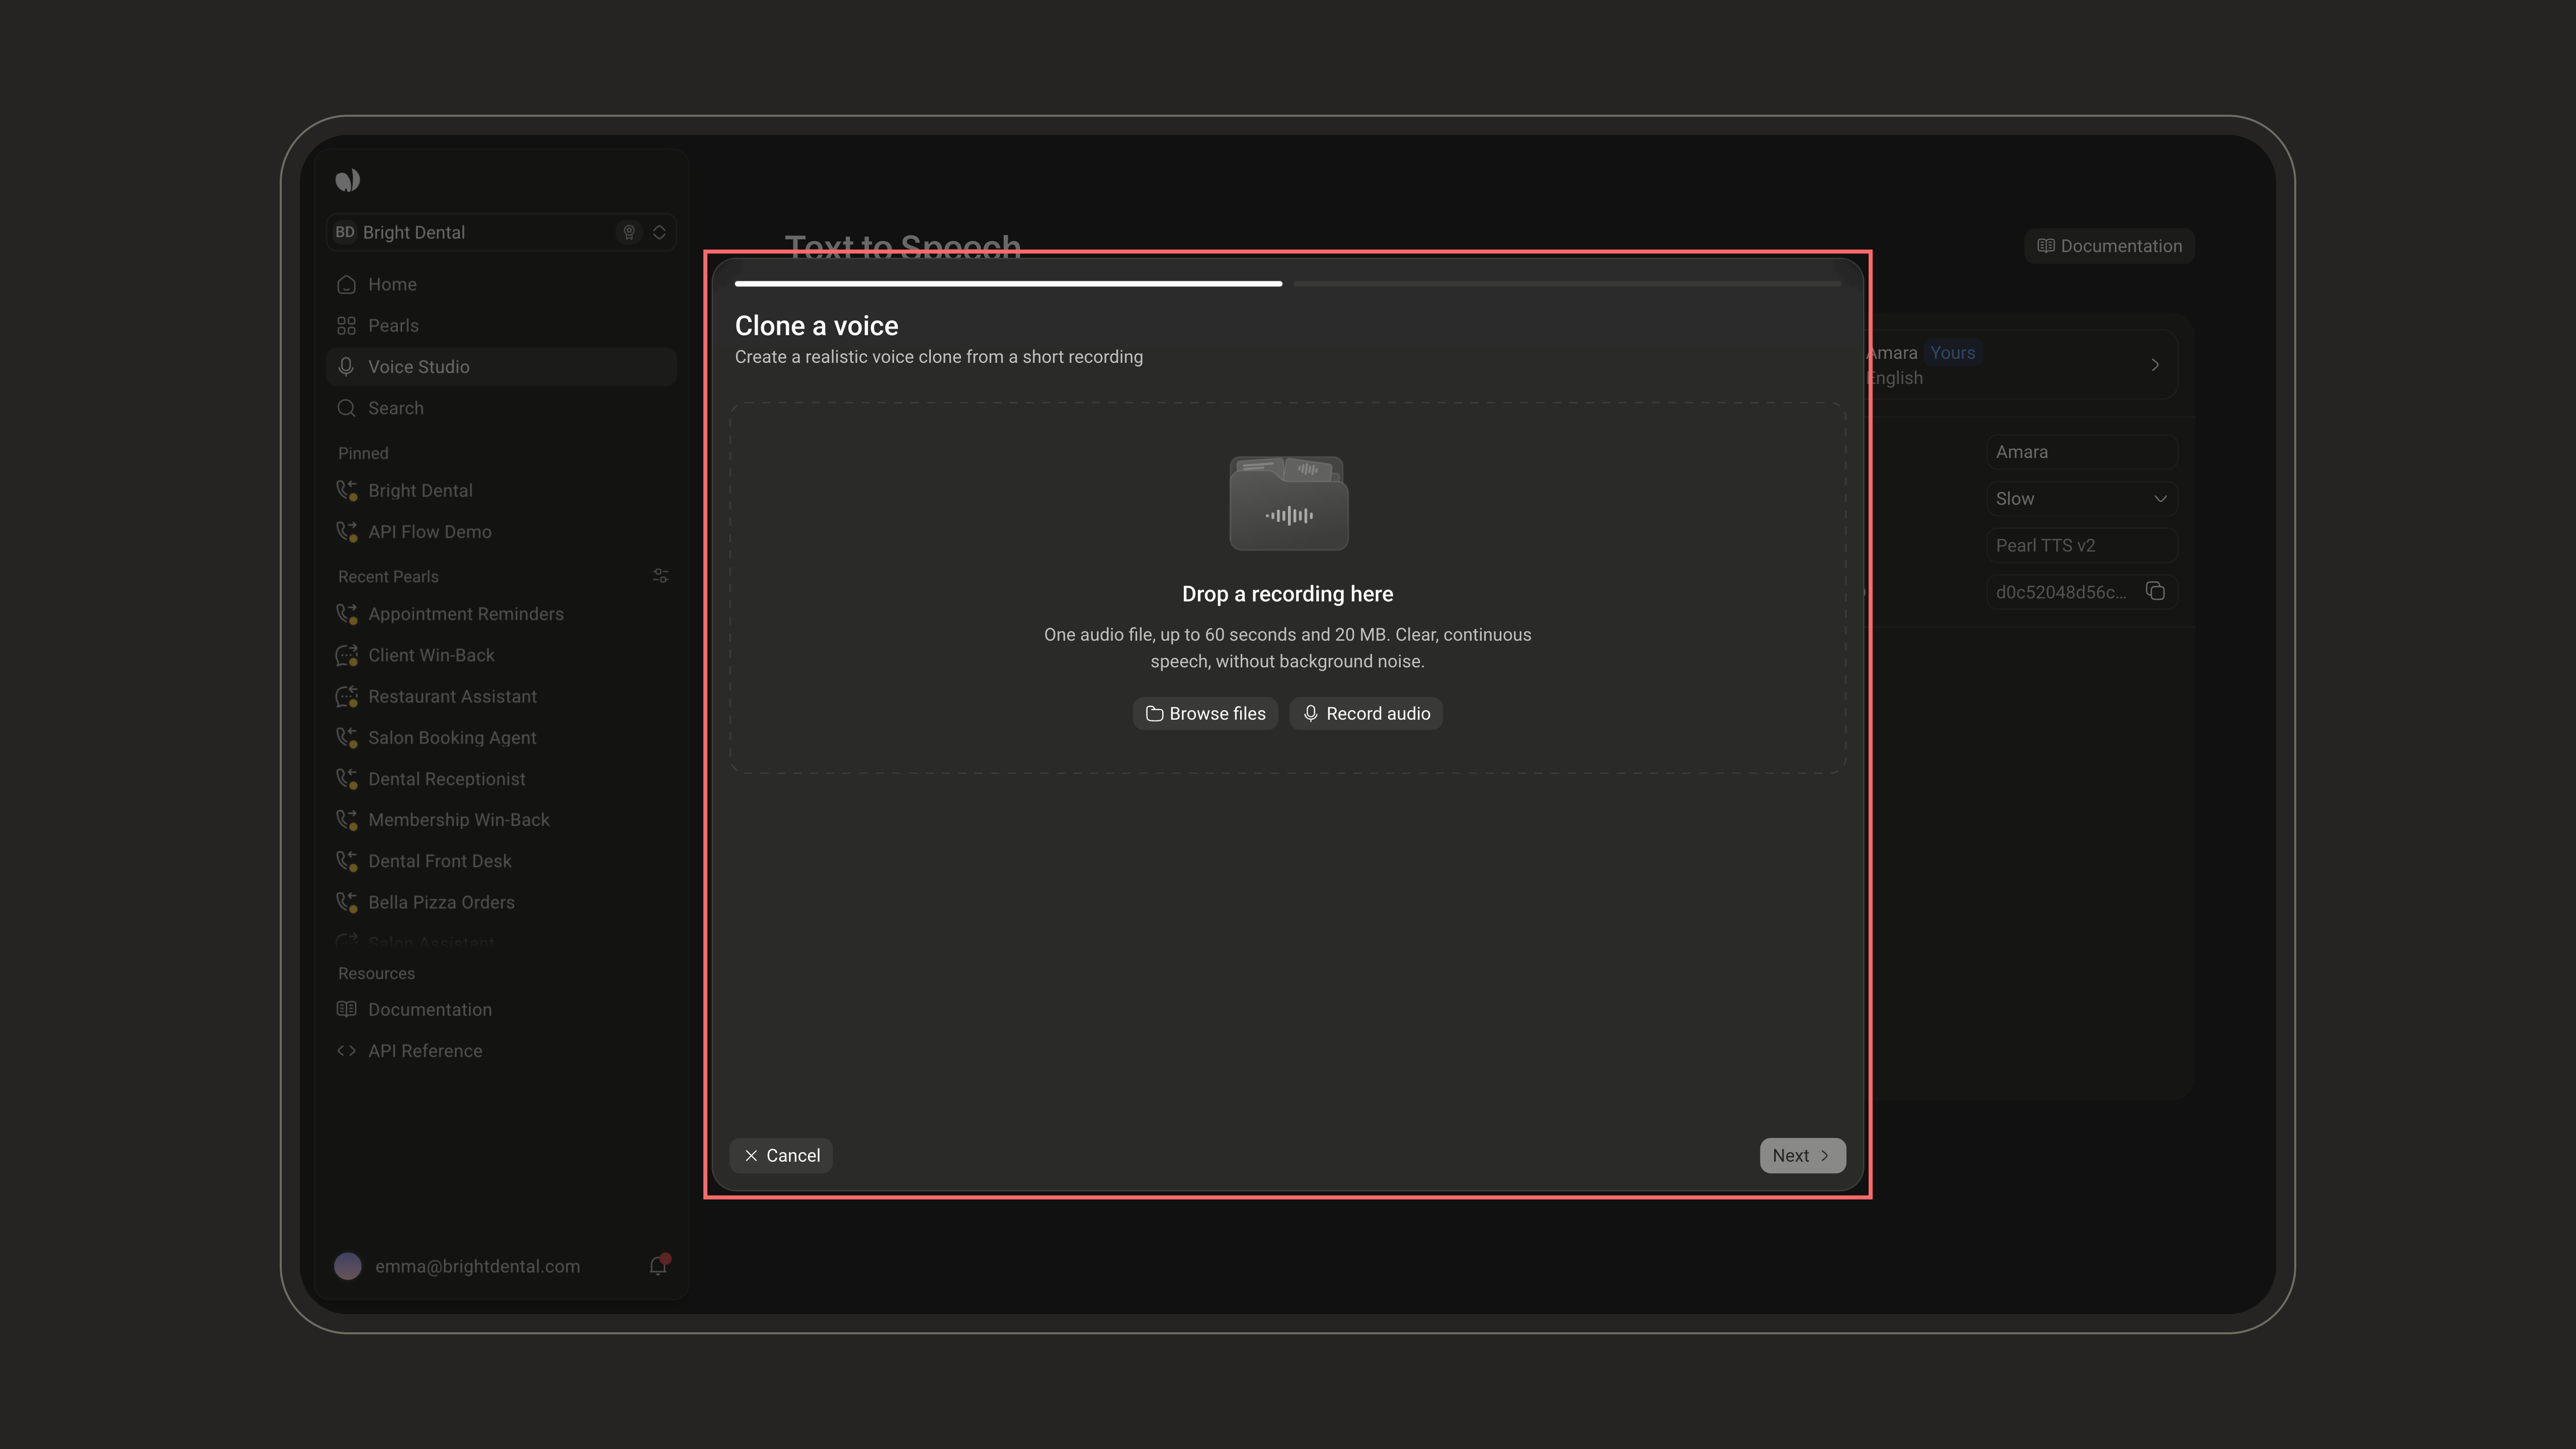 BD Bright Dental
Home
Pearls
Voice Studio
Search
Pinned
Bright Dental
API Flow Demo
Recent Pearls
Appointment Reminders
Client Win-Back
Restaurant Assistant
Salon Booking Agent
Dental Receptionist
Membership Win-Back
Dental Front Desk
Bella Pizza Orders
Salon Assistant
Resources
Documentation
API Reference
emma@brightdental.com
Text to Speech
Documentation
Clone a voice
Create a realistic voice clone from a short recording
Drop a recording here
One audio file, up to 60 seconds and 20 MB. Clear, continuous
speech, without background noise.
Browse files
Record audio
Cancel
Next
Amara Yours
English
Amara
Slow
Pearl TTS v2
d0c52048d56c...